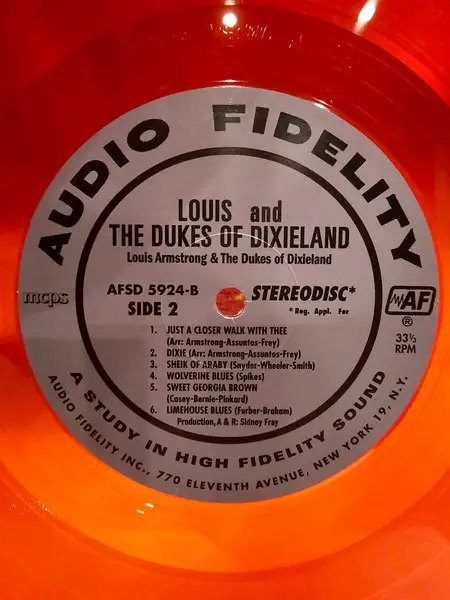 AUDIO FIDELITY
LOUIS and
THE DUKES OF DIXIELAND
Louis Armstrong & The Dukes of Dixieland
AFSD 5924-B
SIDE 2
STEREODISC*
*Reg. Appl. For
mcps
AF
®
33⅓
RPM
1. JUST A CLOSER WALK WITH THEE
(Arr: Armstrong-Assuntos-Frey)
2. DIXIE (Arr: Armstrong-Assuntos-Frey)
3. SHEIK OF ARABY (Snyder-Wheeler-Smith)
4. WOLVERINE BLUES (Spikes)
5. SWEET GEORGIA BROWN
(Casey-Bernie-Pinkard)
6. LIMEHOUSE BLUES (Furber-Braham)
Production, A & R: Sidney Fray
A STUDY IN HIGH FIDELITY SOUND
AUDIO FIDELITY INC., 770 ELEVENTH AVENUE, NEW YORK 19, N.Y.